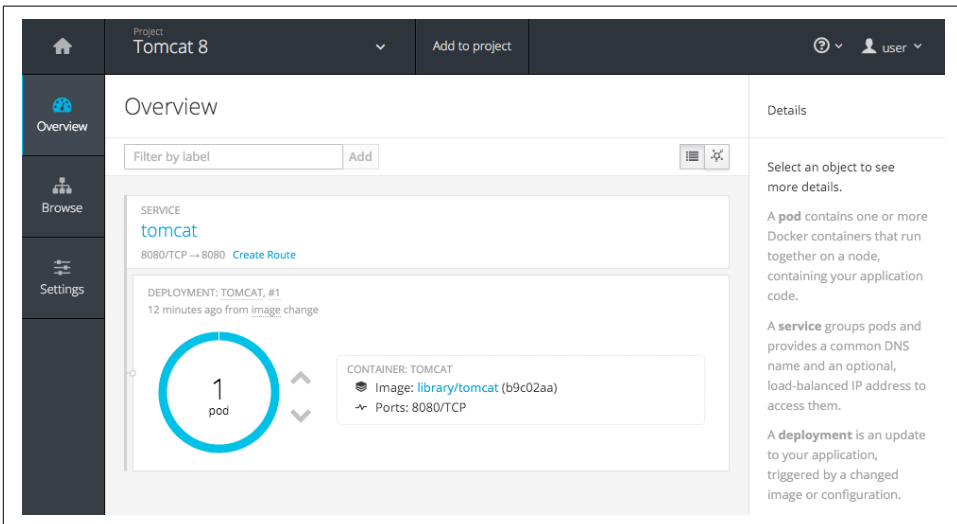 Project
Tomcat 8
Add to project
user
Overview
Browse
Settings
Overview
Filter by label
Add
SERVICE
tomcat
8080/TCP → 8080 Create Route
DEPLOYMENT: TOMCAT, #1
12 minutes ago from image change
1
pod
CONTAINER: TOMCAT
Image: library/tomcat (b9c02aa)
Ports: 8080/TCP
Details
Select an object to see
more details.
A pod contains one or more
Docker containers that run
together on a node,
containing your application
code.
A service groups pods and
provides a common DNS
name and an optional,
load-balanced IP address to
access them.
A deployment is an update
to your application,
triggered by a changed
image or configuration.